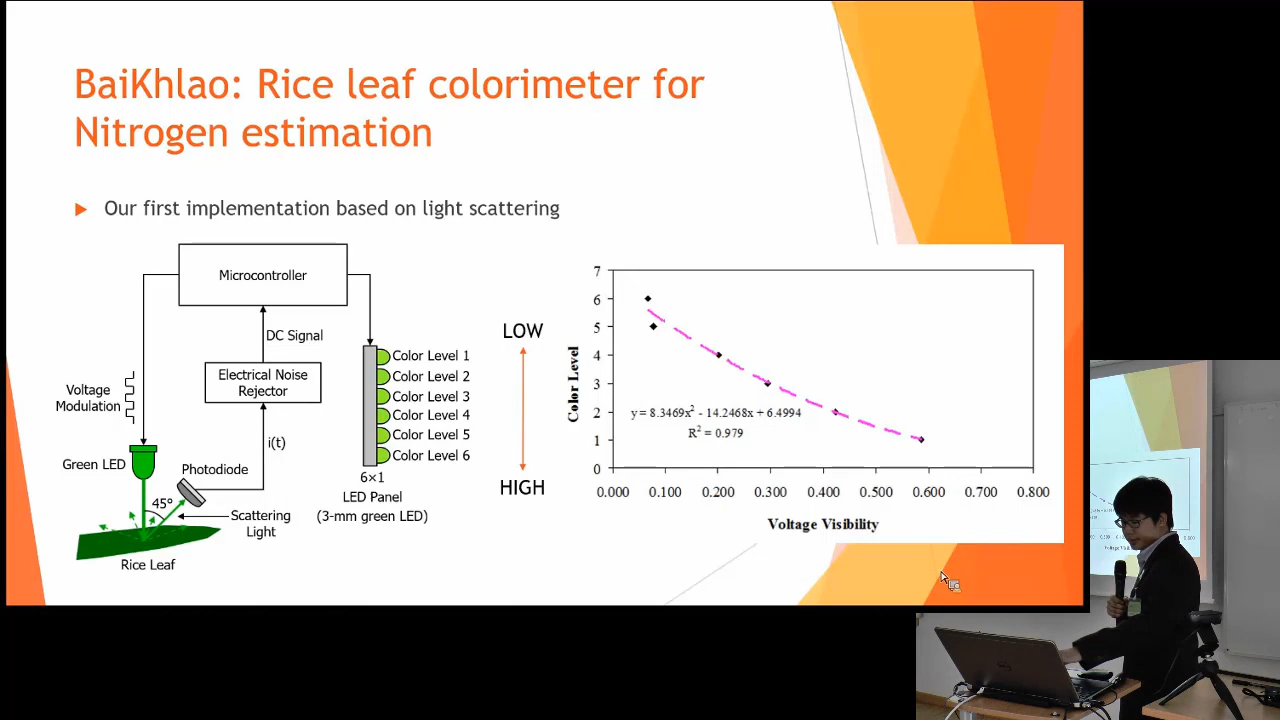 BaiKhlao: Rice leaf colorimeter for
Nitrogen estimation
Our first implementation based on light scattering
Microcontroller
DC Signal
Electrical Noise
Rejector
Voltage
Modulation
i(t)
Green LED
Photodiode
45°
Scattering
Light
Rice Leaf
Color Level 1
Color Level 2
Color Level 3
Color Level 4
Color Level 5
Color Level 6
6×1
LED Panel
(3-mm green LED)
LOW
HIGH
Color Level
7
6
5
4
3
2
1
0
y = 8.3469x² - 14.2468x + 6.4994
R² = 0.979
0.000 0.100 0.200 0.300 0.400 0.500 0.600 0.700 0.800
Voltage Visibility